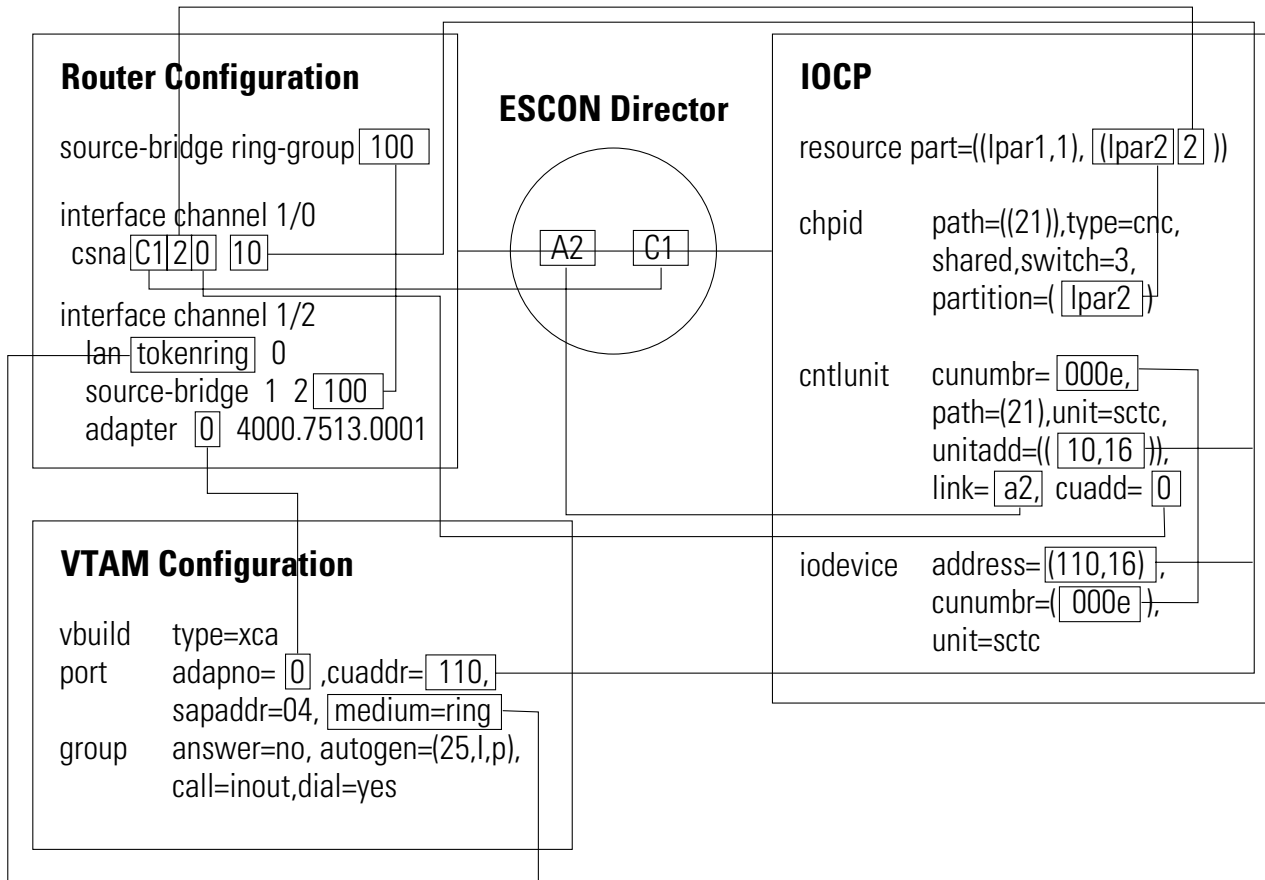 Router Configuration
source-bridge ring-group 100
interface channel 1/0
csna C1 2 0 10
interface channel 1/2
lan tokenring 0
source-bridge 1 2 100
adapter 0 4000.7513.0001
ESCON Director
A2 C1
IOCP
resource part=((lpar1,1), (lpar2 2 ))
chpid path=((21)),type=cnc,
shared,switch=3,
partition=( lpar2 )
cntlunit cunumbr= 000e,
path=(21),unit=sctc,
unitadd=(( 10,16 )),
link= a2, cuadd= 0
iodevice address= (110,16) ,
cunumbr=( 000e ),
unit=sctc
VTAM Configuration
vbuild type=xca
port adapno= 0 ,cuaddr= 110,
sapaddr=04, medium=ring
group answer=no, autogen=(25,l,p),
call=inout,dial=yes